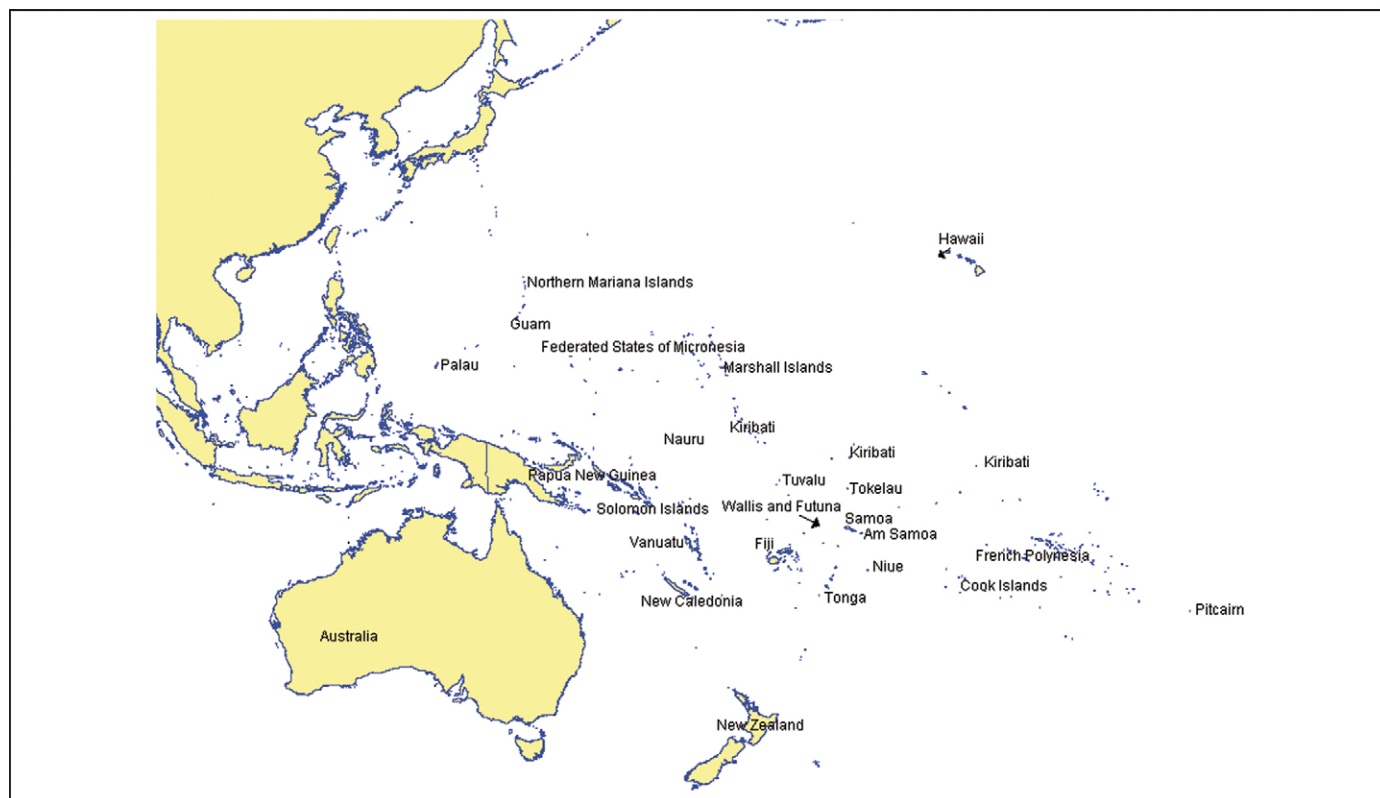 Hawaii
Northern Mariana Islands
Guam
Federated States of Micronesia
Palau
Marshall Islands
Kiribati
Nauru
Kiribati
Kiribati
Papua New Guinea
Tuvalu
Tokelau
Wallis and Futuna
Solomon Islands
Samoa
Am Samoa
Vanuatu
Fiji
French Polynesia
Niue
Cook Islands
New Caledonia
Tonga
Pitcairn
Australia
New Zealand